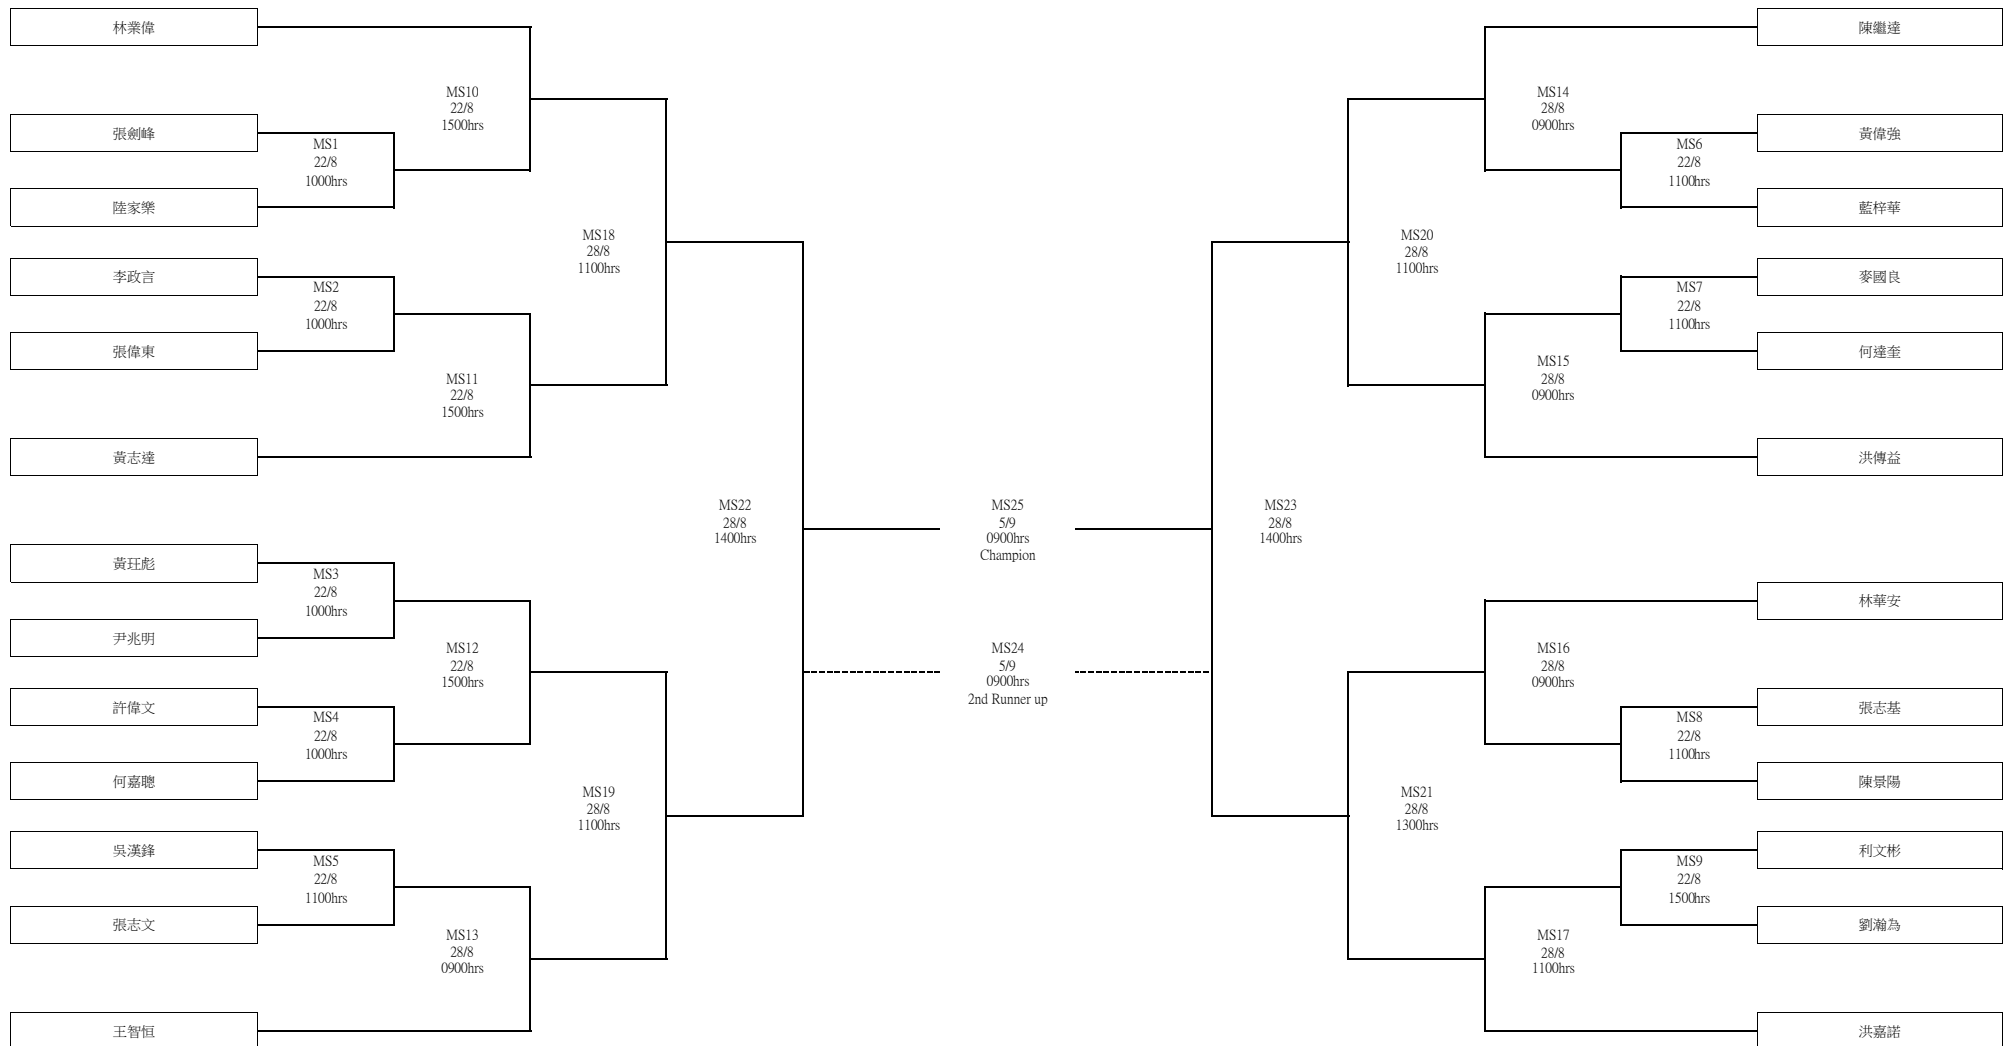 林業偉
陳繼達
MS10
22/8
1500hrs
MS14
28/8
0900hrs
張劍峰
黃偉強
MS1
22/8
1000hrs
MS6
22/8
1100hrs
陸家樂
藍梓華
MS18
28/8
1100hrs
MS20
28/8
1100hrs
李政言
麥國良
MS2
22/8
1000hrs
MS7
22/8
1100hrs
張偉東
何達奎
MS11
22/8
1500hrs
MS15
28/8
0900hrs
黃志達
洪傳益
MS22
28/8
1400hrs
MS25
5/9
0900hrs
Champion
MS23
28/8
1400hrs
黃玨彪
MS3
22/8
1000hrs
林華安
尹兆明
MS12
22/8
1500hrs
MS24
5/9
0900hrs
2nd Runner up
MS16
28/8
0900hrs
許偉文
張志基
MS4
22/8
1000hrs
MS8
22/8
1100hrs
何嘉聰
陳景陽
MS19
28/8
1100hrs
MS21
28/8
1300hrs
吳漢鋒
利文彬
MS5
22/8
1100hrs
MS9
22/8
1500hrs
張志文
劉瀚為
MS13
28/8
0900hrs
MS17
28/8
1100hrs
王智恒
洪嘉諾